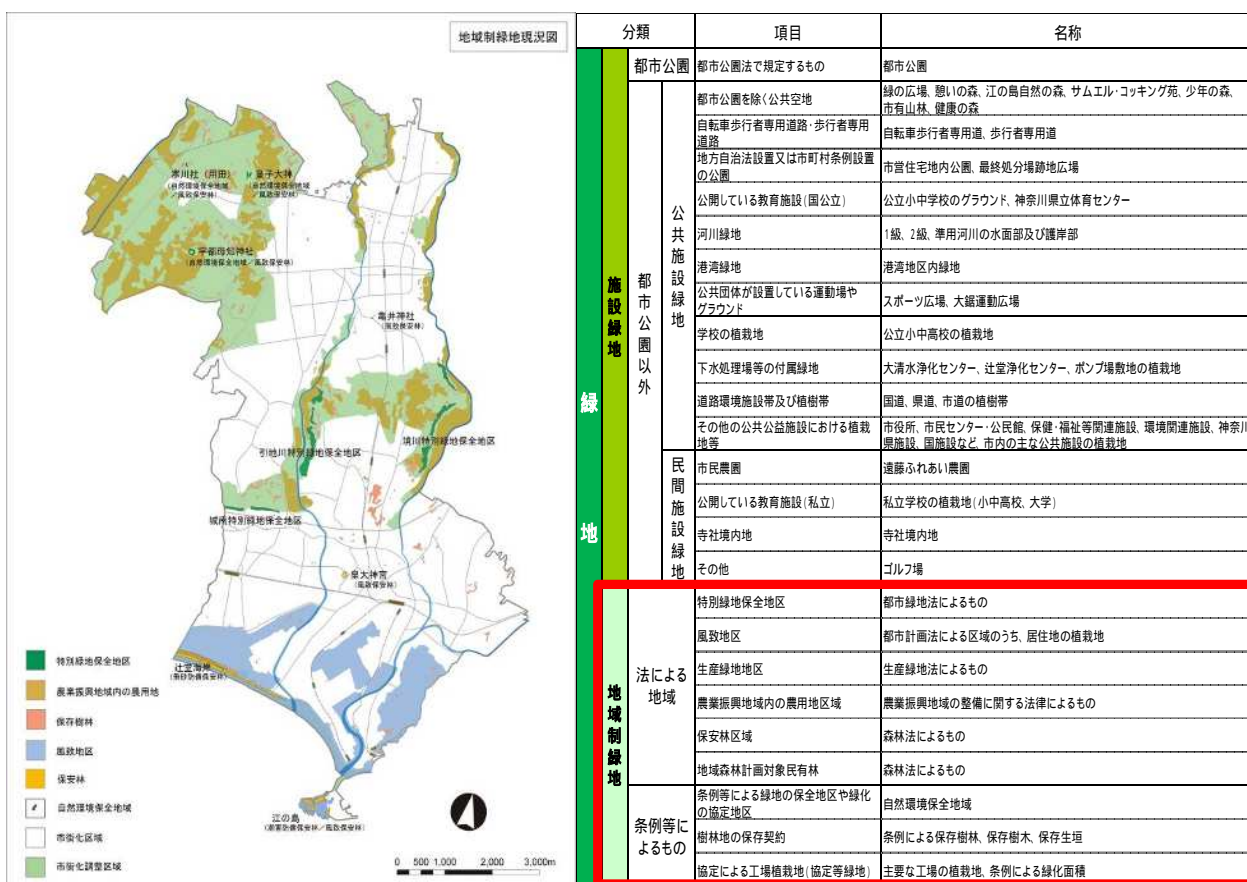 地域制緑地現況図
寒川社（用田）
(自然環境保全地域
／風致保安林)
皇子大神
(自然環境保全地域
／風致保安林)
宇都母知神社
(自然環境保全地域／風致保安林)
亀井神社
(風致保安林)
引地川特別緑地保全地区
境川特別緑地保全地区
城南特別緑地保全地区
皇大神宮
(風致保安林)
辻堂海岸
(飛砂防備保安林)
江の島
(潮害防備保安林／風致保安林)
特別緑地保全地区
農業振興地域内の農用地
保存樹林
風致地区
保安林
自然環境保全地域
市街化区域
市街化調整区域
0 500 1,000 2,000 3,000m
分類 項目 名称
緑地
施設緑地
都市公園 都市公園法で規定するもの 都市公園
都市公園以外
公共施設緑地
都市公園を除く公共空地 緑の広場、憩いの森、江の島自然の森、サムエル・コッキング苑、少年の森、
市有山林、健康の森
自転車歩行者専用道路・歩行者専用
道路 自転車歩行者専用道、歩行者専用道
地方自治法設置又は市町村条例設置
の公園 市営住宅地内公園、最終処分場跡地広場
公開している教育施設(国公立) 公立小中学校のグラウンド、神奈川県立体育センター
河川緑地 1級、2級、準用河川の水面部及び護岸部
港湾緑地 港湾地区内緑地
公共団体が設置している運動場や
グラウンド スポーツ広場、大鋸運動広場
学校の植栽地 公立小中高校の植栽地
下水処理場等の付属緑地 大清水浄化センター、辻堂浄化センター、ポンプ場敷地の植栽地
道路環境施設帯及び植樹帯 国道、県道、市道の植樹帯
その他の公共公益施設における植栽
地等 市役所、市民センター・公民館、保健・福祉等関連施設、環境関連施設、神奈川
県施設、国施設など、市内の主な公共施設の植栽地
民間施設緑地
市民農園 遠藤ふれあい農園
公開している教育施設(私立) 私立学校の植栽地(小中高校、大学)
寺社境内地 寺社境内地
その他 ゴルフ場
地域制緑地
法による
地域
特別緑地保全地区 都市緑地法によるもの
風致地区 都市計画法による区域のうち、居住地の植栽地
生産緑地地区 生産緑地法によるもの
農業振興地域内の農用地区域 農業振興地域の整備に関する法律によるもの
保安林区域 森林法によるもの
地域森林計画対象民有林 森林法によるもの
条例等に
よるもの
条例等による緑地の保全地区や緑化
の協定地区 自然環境保全地域
樹林地の保存契約 条例による保存樹林、保存樹木、保存生垣
協定による工場植栽地(協定等緑地) 主要な工場の植栽地、条例による緑化面積